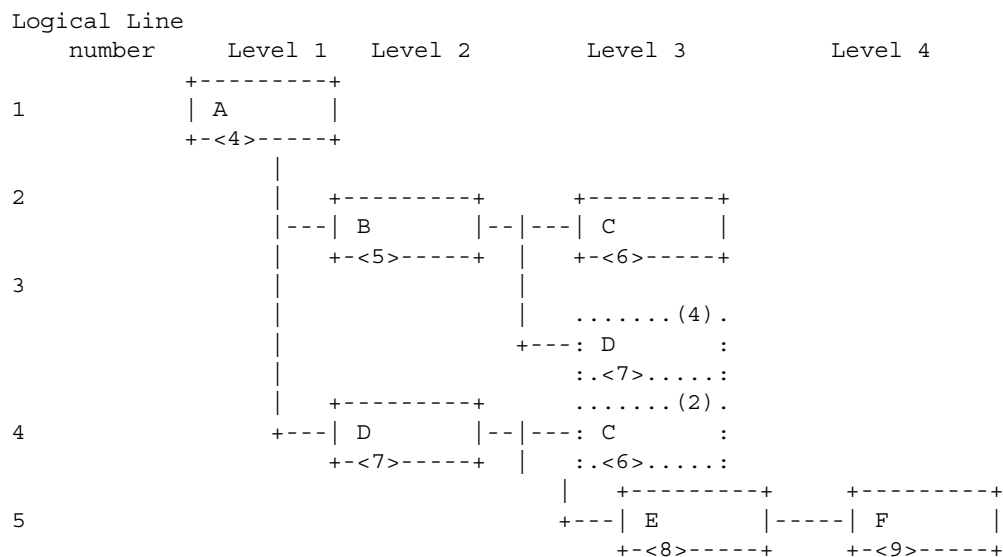 Logical Line
    number     Level 1   Level 2            Level 3            Level 4
            +---------+
1           | A       |
            +-<4>-----+
                  |
2                 |   +---------+      +---------+
                  |---| B       |--|---| C       |
                  |   +-<5>-----+  |   +-<6>-----+
3                 |                |
                  |                |   .......(4).
                  |                +---: D       :
                  |                    :.<7>.....:
                  |   +---------+      .......(2).
4                 +---| D       |--|---: C       :
                      +-<7>-----+  |   :.<6>.....:
                                      |   +---------+     +---------+
5                                     +---| E       |-----| F       |
                                          +-<8>-----+     +-<9>-----+